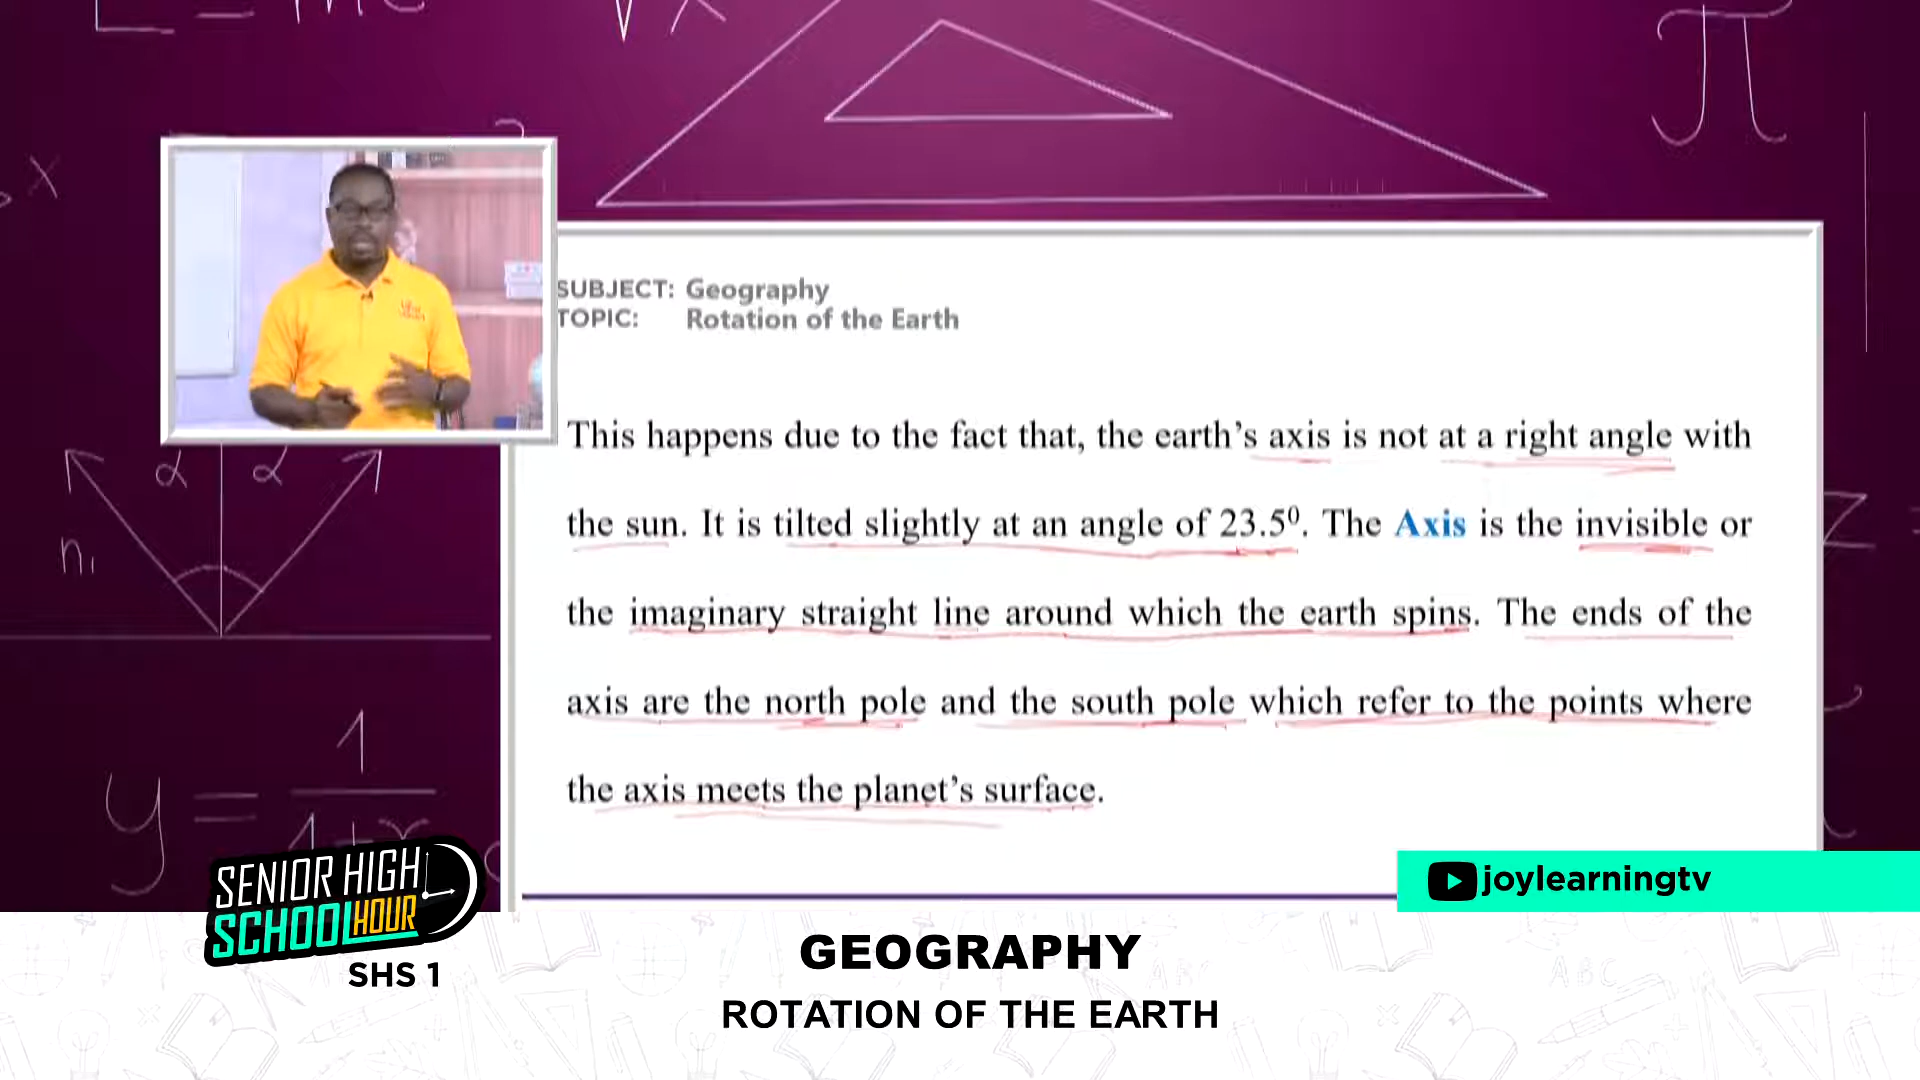 SUBJECT: Geography
TOPIC: Rotation of the Earth
This happens due to the fact that, the earth's axis is not at a right angle with
the sun. It is tilted slightly at an angle of 23.5⁰. The Axis is the invisible or
the imaginary straight line around which the earth spins. The ends of the
axis are the north pole and the south pole which refer to the points where
the axis meets the planet's surface.
joylearningtv
SENIOR HIGH
SCHOOL HOUR
SHS 1
GEOGRAPHY
ROTATION OF THE EARTH
π
x
α α
n₁
y = 1